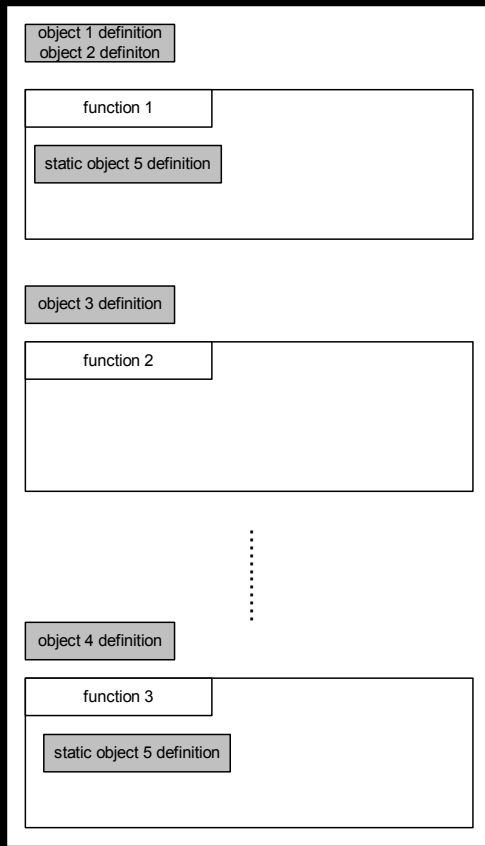 object 1 definition
object 2 definiton
function 1
static object 5 definition
object 3 definition
function 2
object 4 definition
function 3
static object 5 definition